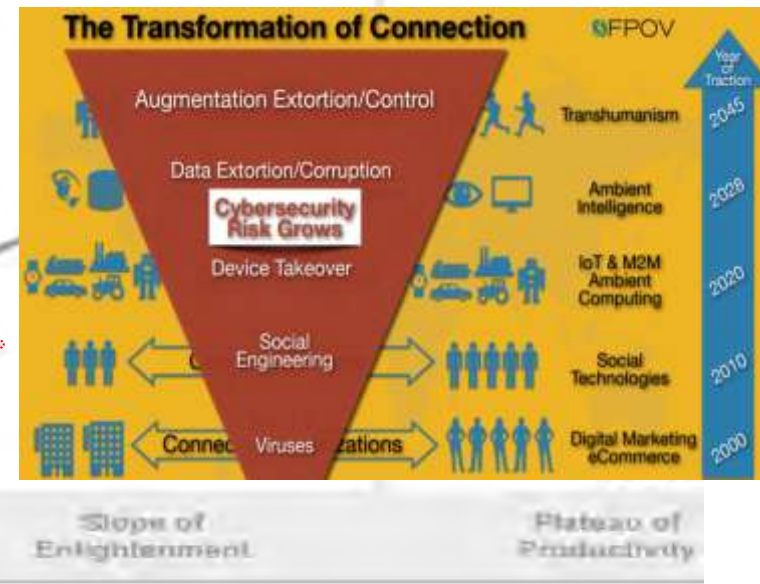 The Transformation of Connection
FPOV
Year
of
Traction
Augmentation Extortion/Control
Transhumanism
2045
Data Extortion/Corruption
Ambient
Intelligence
2028
Cybersecurity
Risk Grows
Device Takeover
IoT & M2M
Ambient
Computing
2020
Social
Engineering
Social
Technologies
2010
Connec
Viruses
zations
Digital Marketing
eCommerce
2000
Slope of
Enlightenment
Plateau of
Productivity